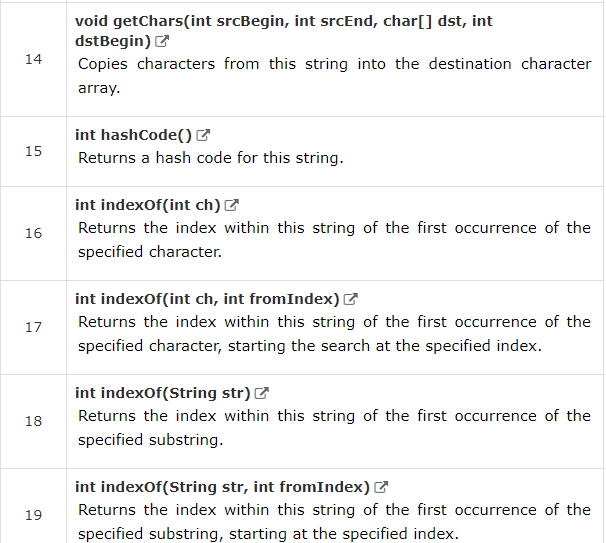 void getChars(int srcBegin, int srcEnd, char[] dst, int
dstBegin)
14
Copies characters from this string into the destination character
array.
int hashCode()
15
Returns a hash code for this string.
int indexOf(int ch)
16
Returns the index within this string of the first occurrence of the
specified character.
int indexOf(int ch, int fromIndex)
17
Returns the index within this string of the first occurrence of the
specified character, starting the search at the specified index.
int indexOf(String str)
18
Returns the index within this string of the first occurrence of the
specified substring.
int indexOf(String str, int fromIndex)
19
Returns the index within this string of the first occurrence of the
specified substring, starting at the specified index.